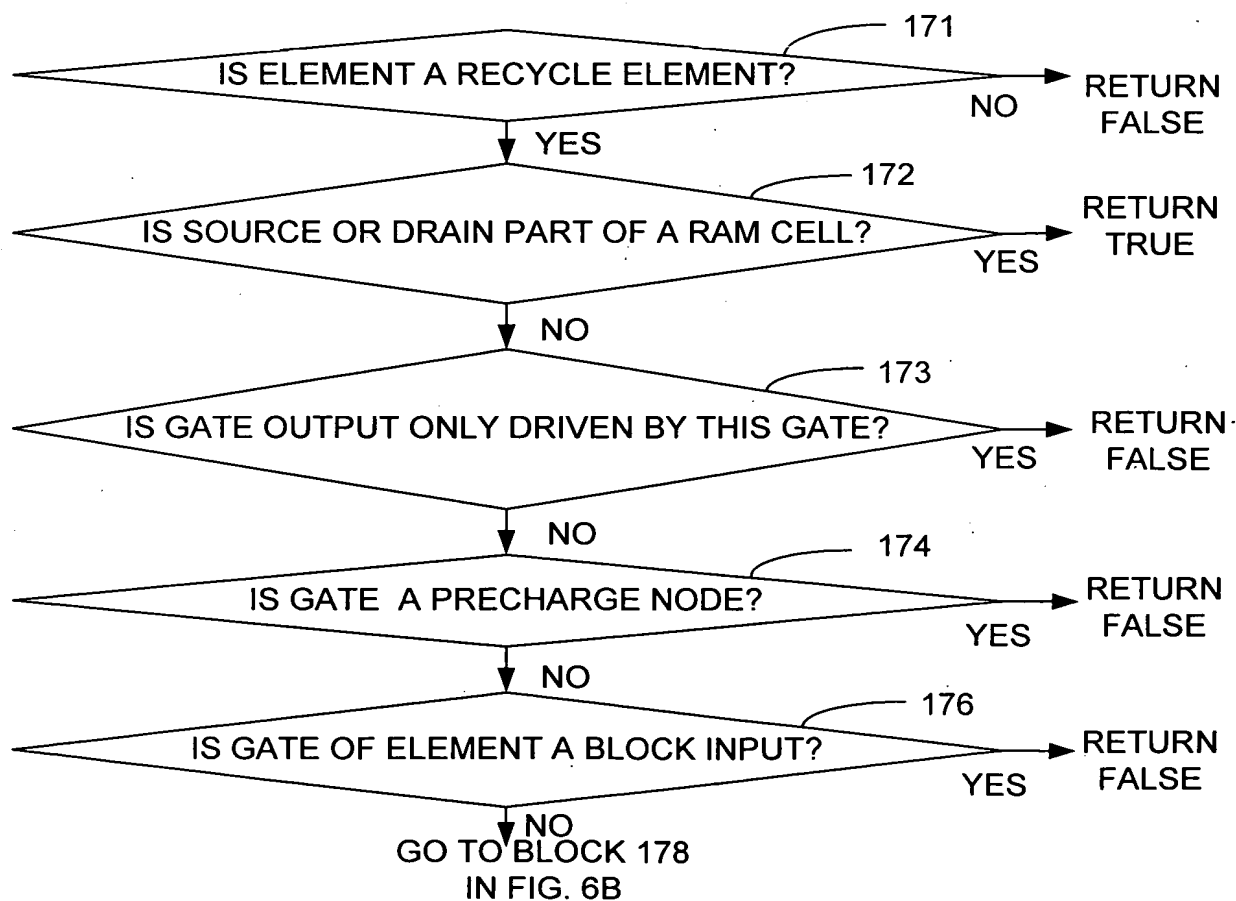 171
IS ELEMENT A RECYCLE ELEMENT?
NO
RETURN
FALSE
YES
172
IS SOURCE OR DRAIN PART OF A RAM CELL?
YES
RETURN
TRUE
NO
173
IS GATE OUTPUT ONLY DRIVEN BY THIS GATE?
YES
RETURN
FALSE
NO
174
IS GATE A PRECHARGE NODE?
YES
RETURN
FALSE
NO
176
IS GATE OF ELEMENT A BLOCK INPUT?
YES
RETURN
FALSE
NO
GO TO BLOCK 178
IN FIG. 6B